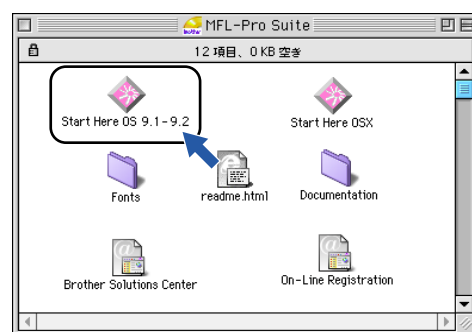 MFL-Pro Suite
12 項目、0 KB 空き
Start Here OS 9.1-9.2
Start Here OSX
Fonts
readme.html
Documentation
Brother Solutions Center
On-Line Registration